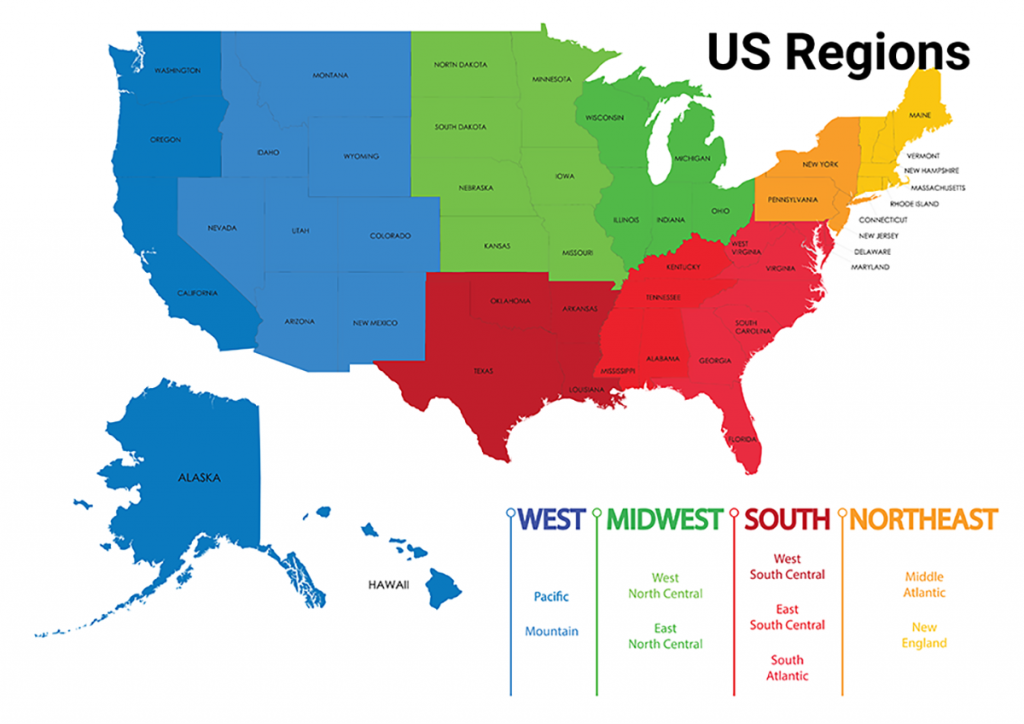 US Regions
WASHINGTON
MONTANA
NORTH DAKOTA
MINNESOTA
OREGON
IDAHO
WYOMING
SOUTH DAKOTA
WISCONSIN
MICHIGAN
NEW YORK
MAINE
VERMONT
NEW HAMPSHIRE
MASSACHUSETTS
RHODE ISLAND
CONNECTICUT
NEW JERSEY
DELAWARE
MARYLAND
NEBRASKA
IOWA
PENNSYLVANIA
NEVADA
UTAH
COLORADO
KANSAS
MISSOURI
ILLINOIS
INDIANA
OHIO
WEST
VIRGINIA
VIRGINIA
KENTUCKY
CALIFORNIA
ARIZONA
NEW MEXICO
OKLAHOMA
ARKANSAS
TENNESSEE
SOUTH
CAROLINA
TEXAS
LOUISIANA
MISSISSIPPI
ALABAMA
GEORGIA
FLORIDA
ALASKA
HAWAII
WEST
Pacific
Mountain
MIDWEST
West
North Central
East
North Central
SOUTH
West
South Central
East
South Central
South
Atlantic
NORTHEAST
Middle
Atlantic
New
England